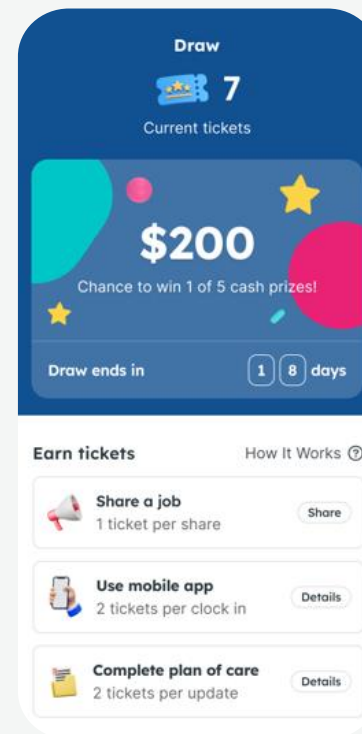 Draw
7
Current tickets
$200
Chance to win 1 of 5 cash prizes!
Draw ends in 1 8 days
Earn tickets How It Works ?
Share a job
1 ticket per share
Share
Use mobile app
2 tickets per clock in
Details
Complete plan of care
2 tickets per update
Details